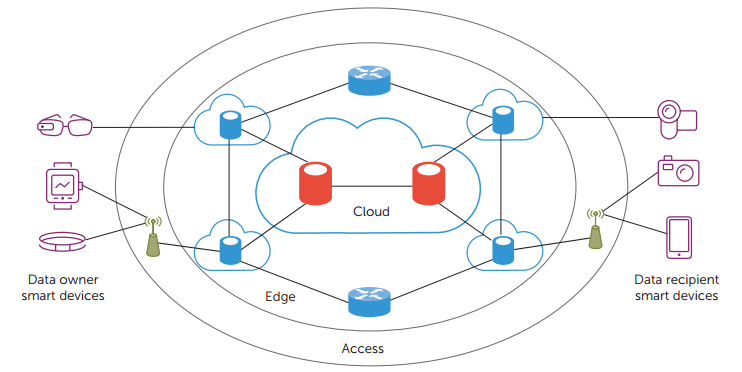 Cloud
Data owner
smart devices
Data recipient
smart devices
Edge
Access